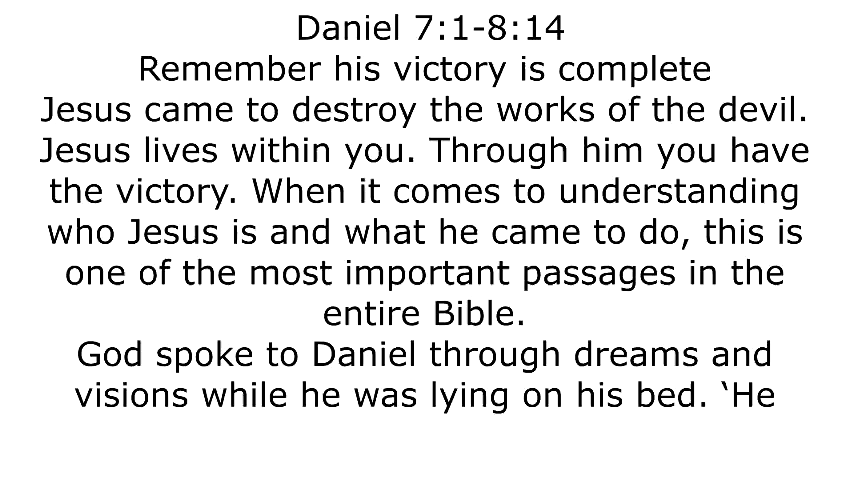 Daniel 7:1-8:14
Remember his victory is complete
Jesus came to destroy the works of the devil.
Jesus lives within you. Through him you have
the victory. When it comes to understanding
who Jesus is and what he came to do, this is
one of the most important passages in the
entire Bible.
God spoke to Daniel through dreams and
visions while he was lying on his bed. ‘He